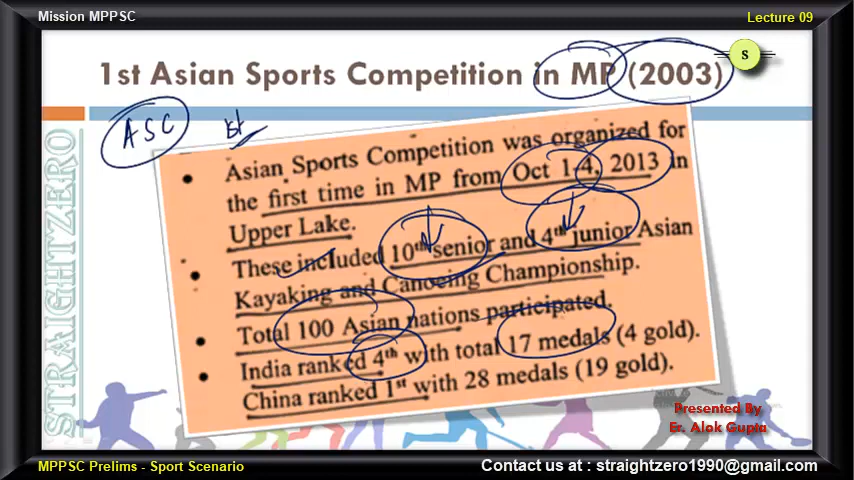 Mission MPPSC
Lecture 09
1st Asian Sports Competition in MP (2003)
S
ASC
1st
STRAIGHTZERO
• Asian Sports Competition was organized for
the first time in MP from Oct 1-4, 2013 in
Upper Lake.
• These included 10th senior and 4th junior Asian
Kayaking and Canoeing Championship.
• Total 100 Asian nations participated.
• India ranked 4th with total 17 medals (4 gold).
• China ranked 1st with 28 medals (19 gold).
Presented By
Er. Alok Gupta
MPPSC Prelims - Sport Scenario
Contact us at : straightzero1990@gmail.com